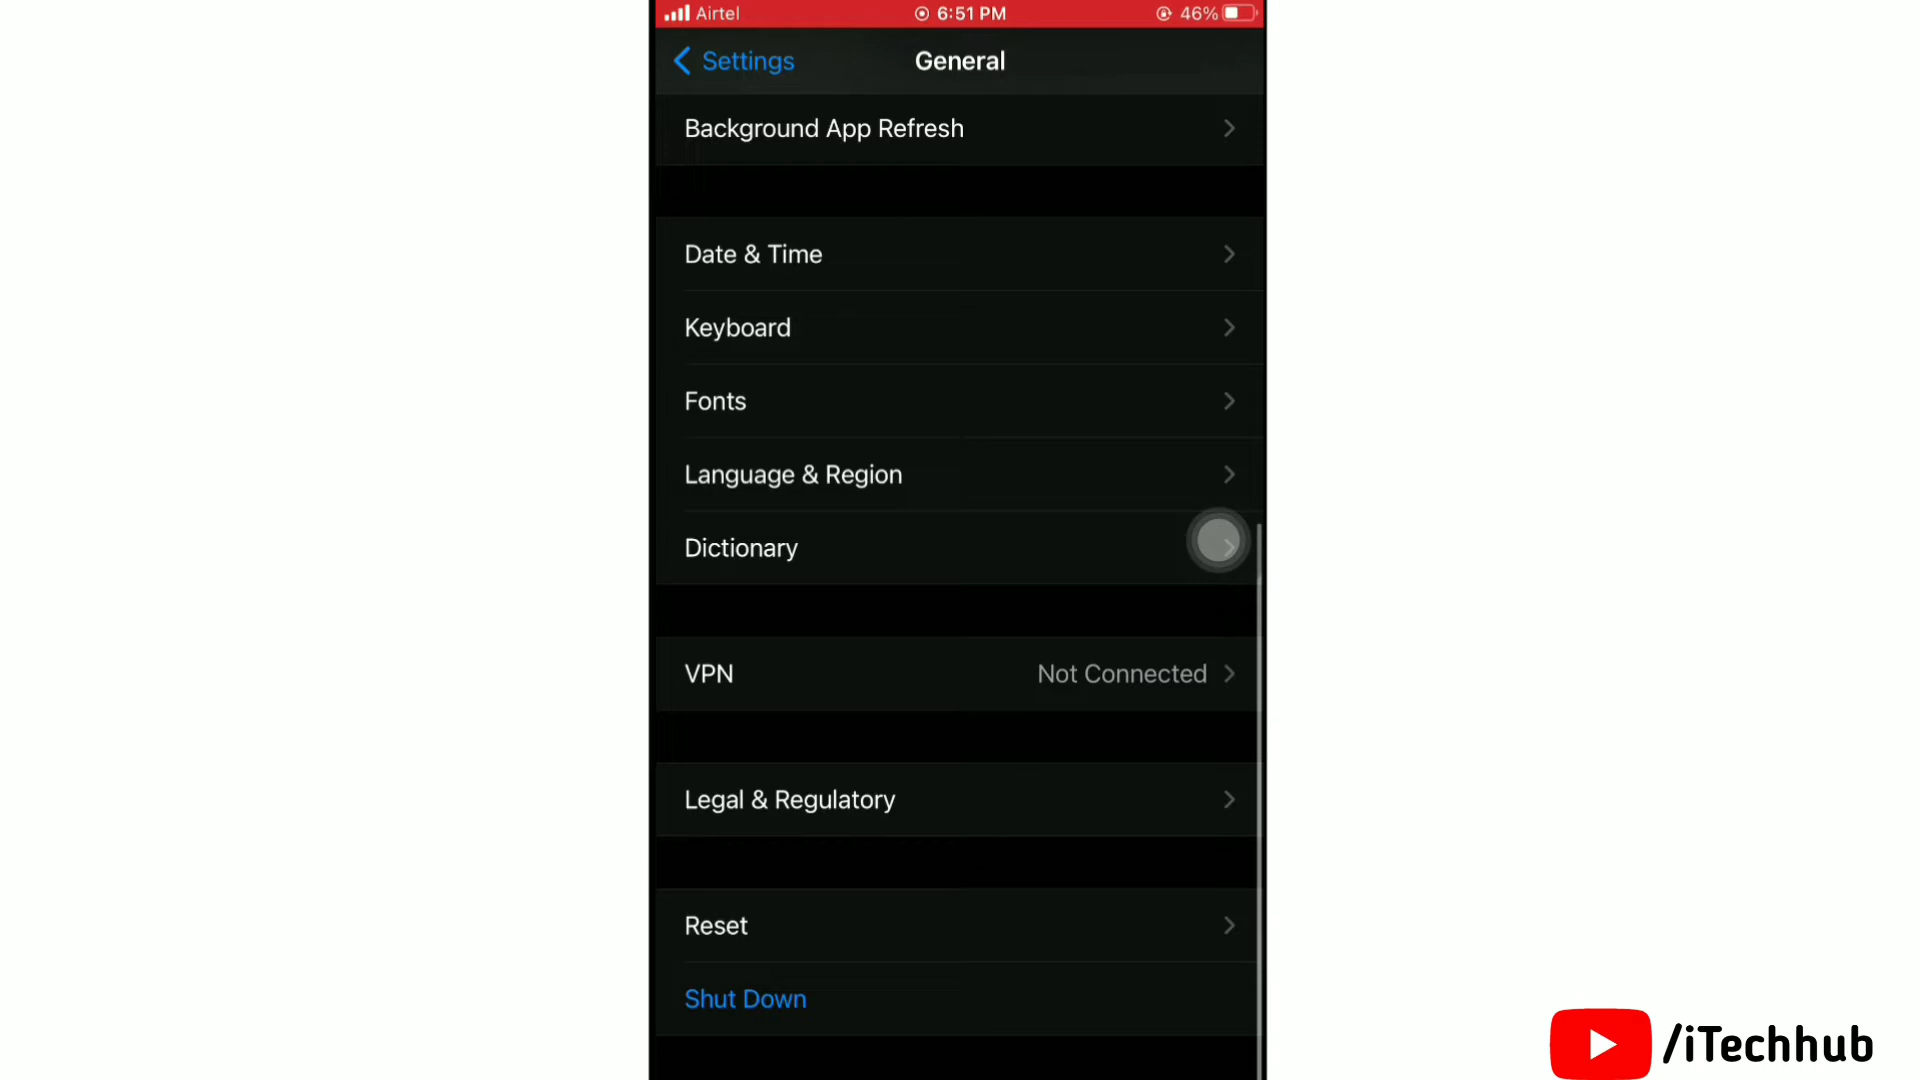 Airtel
6:51 PM
46%
Settings
General
Background App Refresh
Date & Time
Keyboard
Fonts
Language & Region
Dictionary
VPN
Not Connected
Legal & Regulatory
Reset
Shut Down
/iTechhub